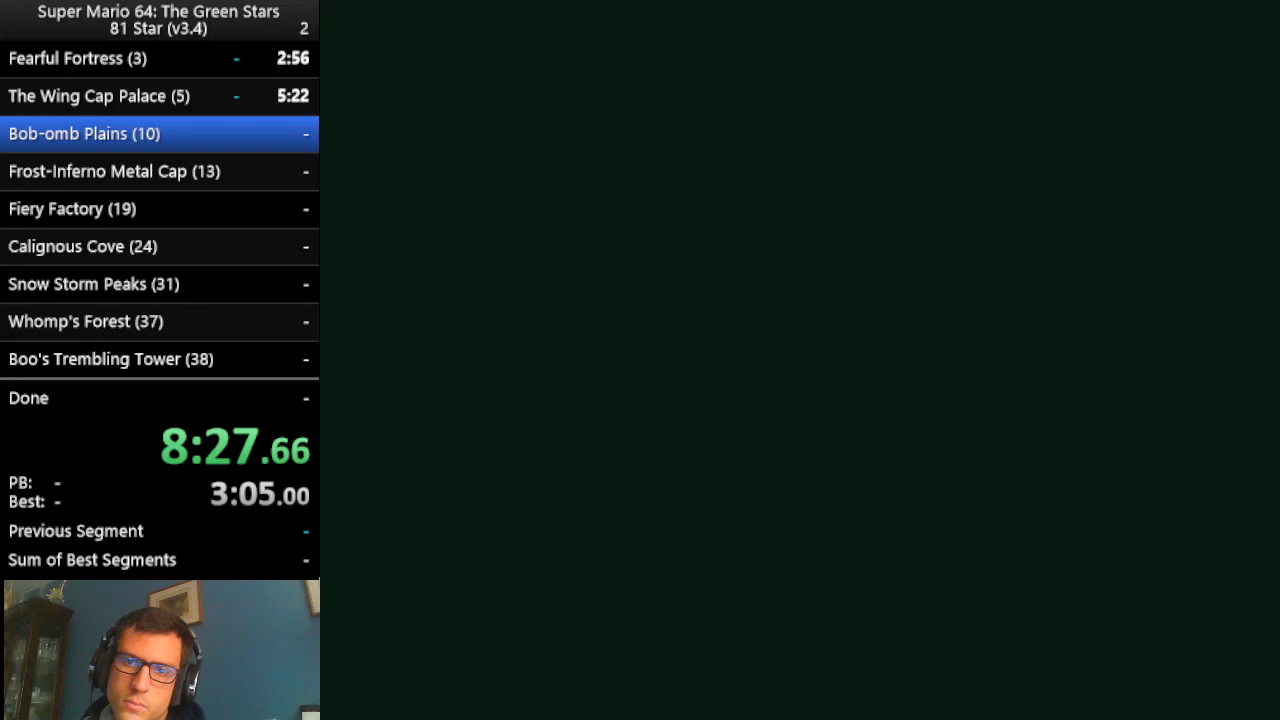 Super Mario 64: The Green Stars
81 Star (v3.4) 2
Fearful Fortress (3) - 2:56
The Wing Cap Palace (5) - 5:22
Bob-omb Plains (10) -
Frost-Inferno Metal Cap (13) -
Fiery Factory (19) -
Calignous Cove (24) -
Snow Storm Peaks (31) -
Whomp's Forest (37) -
Boo's Trembling Tower (38) -
Done -
8:27.66
PB: -
Best: - 3:05.00
Previous Segment -
Sum of Best Segments -